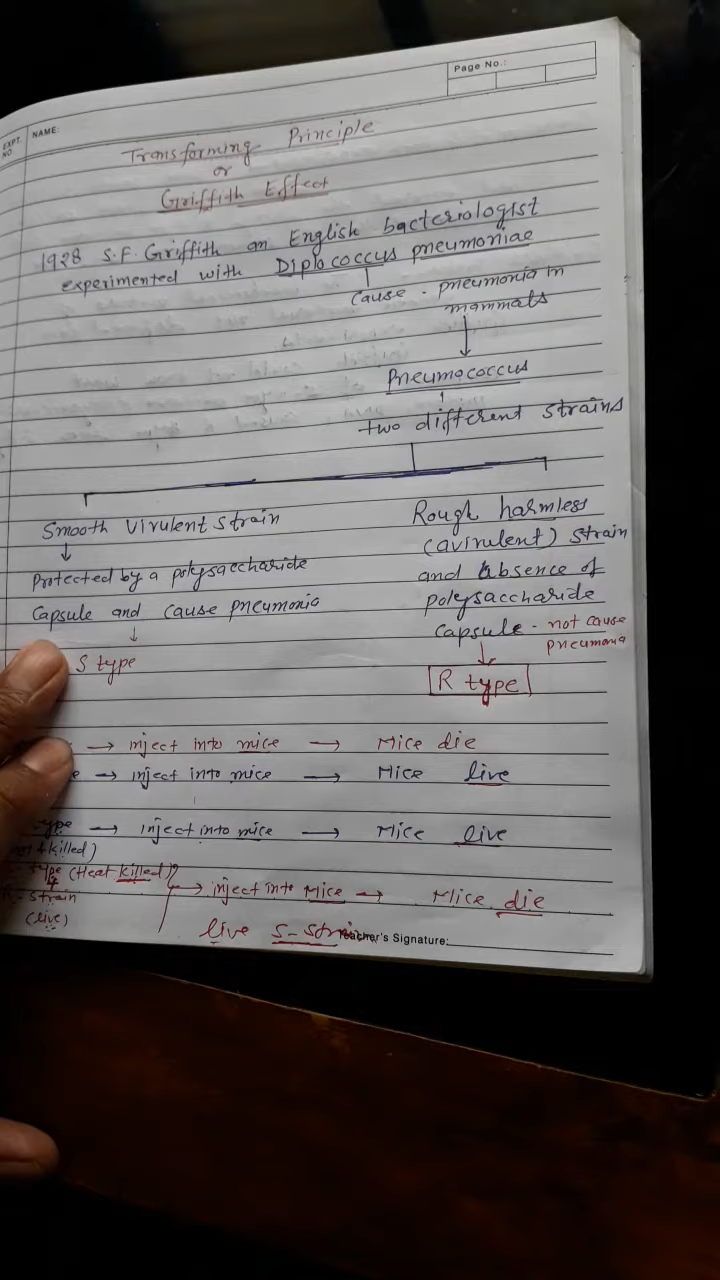 Page No.:
EXPT. NO.
NAME:
Transforming Principle
or
Griffith Effect
1928 S.F. Griffith an English bacteriologist
experimented with Diplococcus pneumoniae
Cause - pneumonia in
mammals
Pneumococcus
two different strains
Smooth Virulent strain
Protected by a polysaccharide
Capsule and cause pneumonia
S type
Rough harmless
(avirulent) strain
and absence of
polysaccharide
Capsule - not cause
pneumonia
R type
→ inject into mice → Mice die
e → inject into mice → Mice live
type → inject into mice → Mice live
killed)
type (Heat killed)
+
strain
(live)
→ inject into Mice → Mice die
live S-strain
Teacher's Signature: